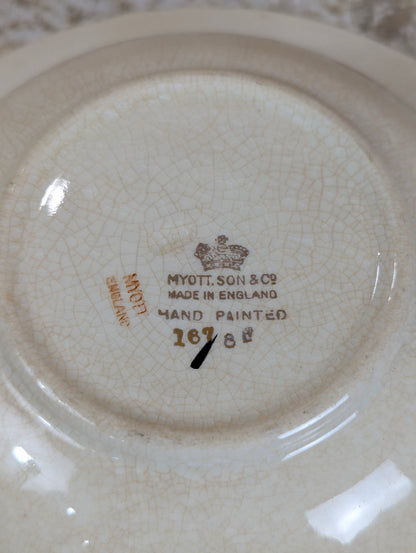 MYOTT, SON & Co
MADE IN ENGLAND
HAND PAINTED
MYOTT
ENGLAND